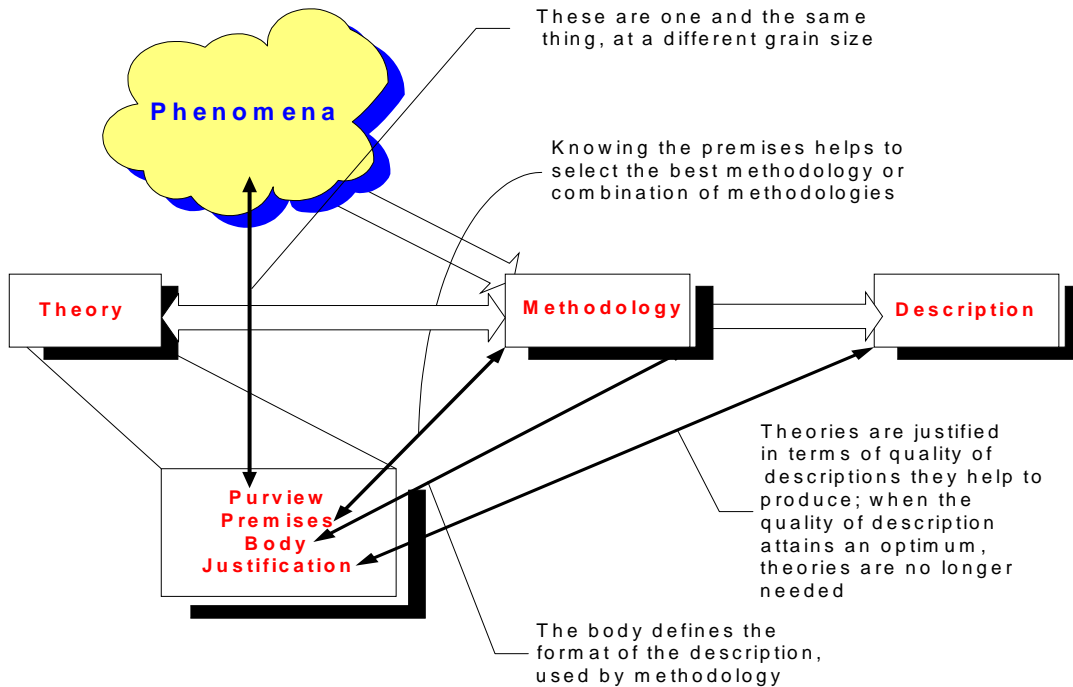 These are one and the same
thing, at a different grain size
Phenomena
Knowing the premises helps to
select the best methodology or
combination of methodologies
Theory
Methodology
Description
Purview
Premises
Body
Justification
Theories are justified
in terms of quality of
descriptions they help to
produce; when the
quality of description
attains an optimum,
theories are no longer
needed
The body defines the
format of the description,
used by methodology